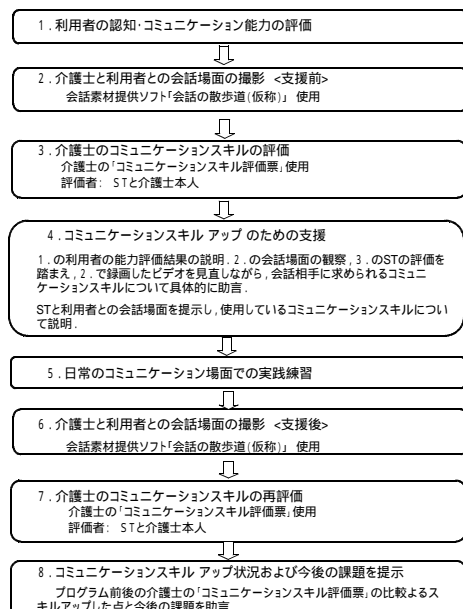 1．利用者の認知･コミュニケーション能力の評価
2．介護士と利用者との会話場面の撮影 <支援前>
会話素材提供ソフト｢会話の散歩道(仮称)｣ 使用
3．介護士のコミュニケーションスキルの評価
介護士の｢コミュニケーションスキル評価票｣使用
評価者: STと介護士本人
4．コミュニケーションスキル アップ のための支援
1．の利用者の能力評価結果の説明．2．の会話場面の観察，3．のSTの評価を
踏まえ，2．で録画したビデオを見直しながら，会話相手に求められるコミュニ
ケーションスキルについて具体的に助言．
STと利用者との会話場面を提示し，使用しているコミュニケーションスキルについ
て説明．
5．日常のコミュニケーション場面での実践練習
6．介護士と利用者との会話場面の撮影 <支援後>
会話素材提供ソフト｢会話の散歩道(仮称)｣ 使用
7．介護士のコミュニケーションスキルの再評価
介護士の｢コミュニケーションスキル評価票｣使用
評価者: STと介護士本人
8．コミュニケーションスキル アップ状況および今後の課題を提示
プログラム前後の介護士の｢コミュニケーションスキル評価票｣の比較よるス
キルアップした点と今後の課題を助言